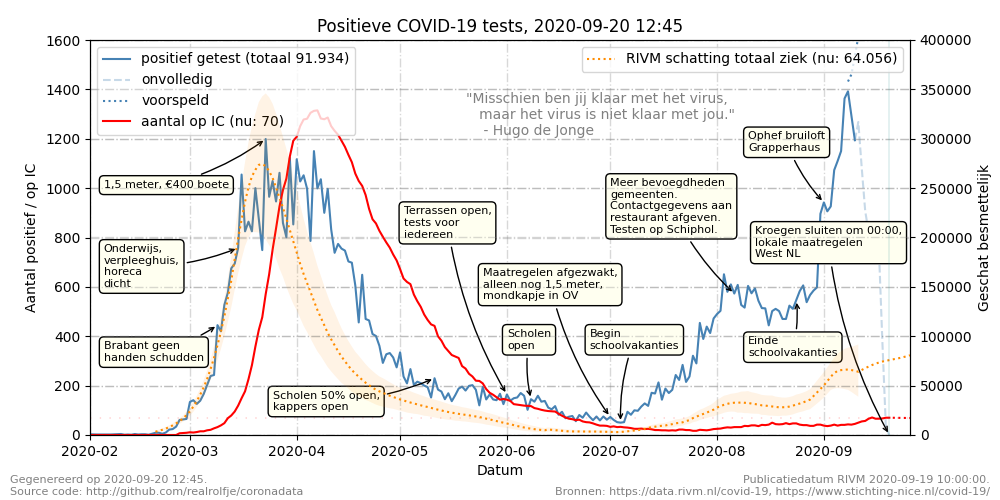 Positieve COVID-19 tests, 2020-09-20 12:45
positief getest (totaal 91.934)
onvolledig
voorspeld
aantal op IC (nu: 70)
RIVM schatting totaal ziek (nu: 64.056)
"Misschien ben jij klaar met het virus,
maar het virus is niet klaar met jou."
- Hugo de Jonge
Ophef bruiloft
Grapperhaus
1,5 meter, €400 boete
Meer bevoegdheden
gemeenten.
Contactgegevens aan
restaurant afgeven.
Testen op Schiphol.
Terrassen open,
tests voor
iedereen
Kroegen sluiten om 00:00,
lokale maatregelen
West NL
Onderwijs,
verpleeghuis,
horeca
dicht
Maatregelen afgezwakt,
alleen nog 1,5 meter,
mondkapje in OV
Brabant geen
handen schudden
Scholen
open
Begin
schoolvakanties
Einde
schoolvakanties
Scholen 50% open,
kappers open
Aantal positief / op IC
1600
1400
1200
1000
800
600
400
200
0
400000
350000
300000
250000
200000
150000
100000
50000
0
Geschat besmettelijk
2020-02
2020-03
2020-04
2020-05
2020-06
2020-07
2020-08
2020-09
Datum
Gegenereerd op 2020-09-20 12:45.
Source code: http://github.com/realrolfje/coronadata
Publicatiedatum RIVM 2020-09-19 10:00:00.
Bronnen: https://data.rivm.nl/covid-19, https://www.stichting-nice.nl/covid-19/